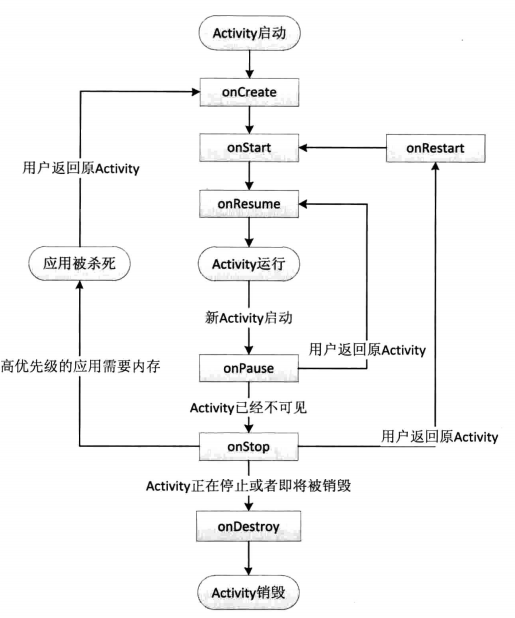 Activity启动
onCreate
onStart
onRestart
用户返回原Activity
onResume
应用被杀死
Activity运行
新Activity启动
用户返回原Activity
高优先级的应用需要内存
onPause
Activity已经不可见
用户返回原Activity
onStop
Activity正在停止或者即将被销毁
onDestroy
Activity销毁